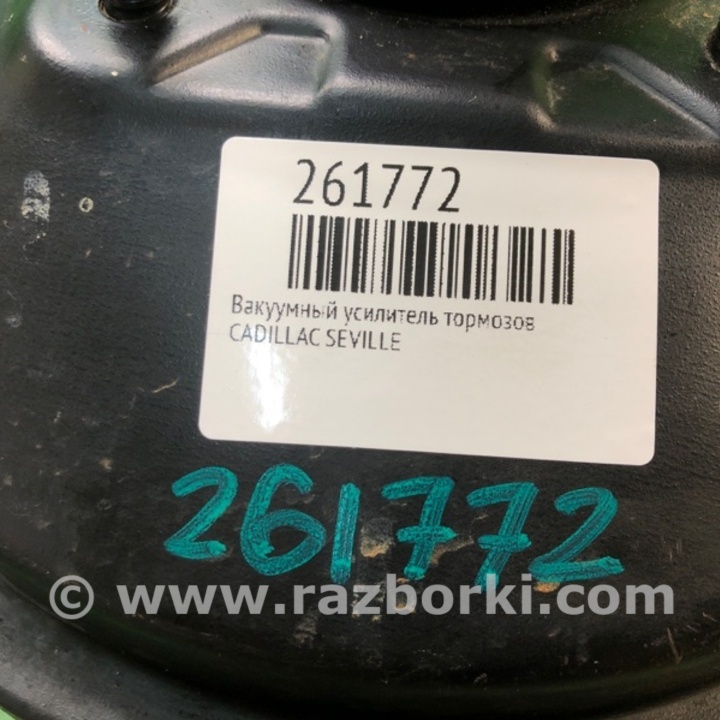 261772
Вакуумный усилитель тормозов
CADILLAC SEVILLE
261772
© www.razborki.com